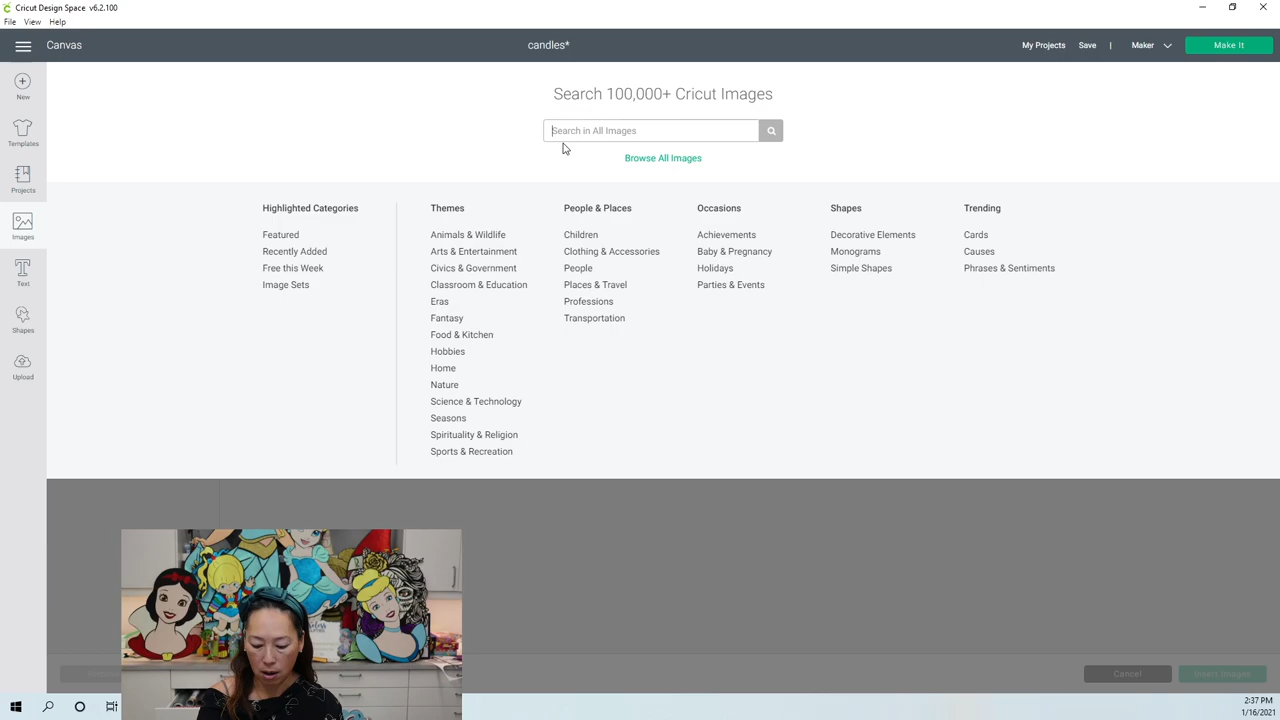 Cricut Design Space v6.2.100
File View Help
Canvas
candles*
My Projects Save | Maker Make It
New
Templates
Projects
Images
Text
Shapes
Upload
Search 100,000+ Cricut Images
Search in All Images
Browse All Images
Highlighted Categories
Featured
Recently Added
Free this Week
Image Sets
Themes
Animals & Wildlife
Arts & Entertainment
Civics & Government
Classroom & Education
Eras
Fantasy
Food & Kitchen
Hobbies
Home
Nature
Science & Technology
Seasons
Spirituality & Religion
Sports & Recreation
People & Places
Children
Clothing & Accessories
People
Places & Travel
Professions
Transportation
Occasions
Achievements
Baby & Pregnancy
Holidays
Parties & Events
Shapes
Decorative Elements
Monograms
Simple Shapes
Trending
Cards
Causes
Phrases & Sentiments
Cancel
Insert Images
2:37 PM
1/16/2021